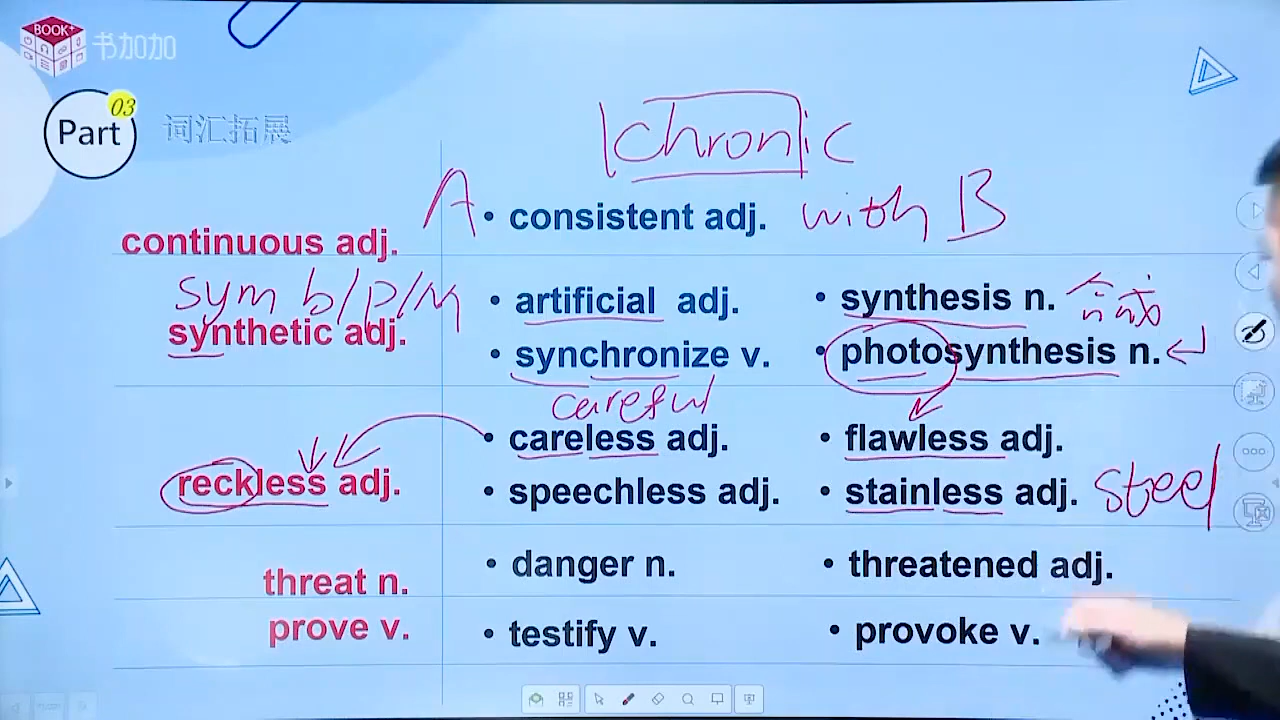 BOOK+
书加加
Part
03
词汇拓展
chronic
A • consistent adj. with B
continuous adj.
sym b/p/m
• artificial adj.
• synthesis n.
synthetic adj.
• synchronize v.
• photosynthesis n.
careful
• careless adj.
• flawless adj.
reckless adj.
• speechless adj.
• stainless adj. steel
• danger n.
• threatened adj.
threat n.
prove v.
• testify v.
• provoke v.